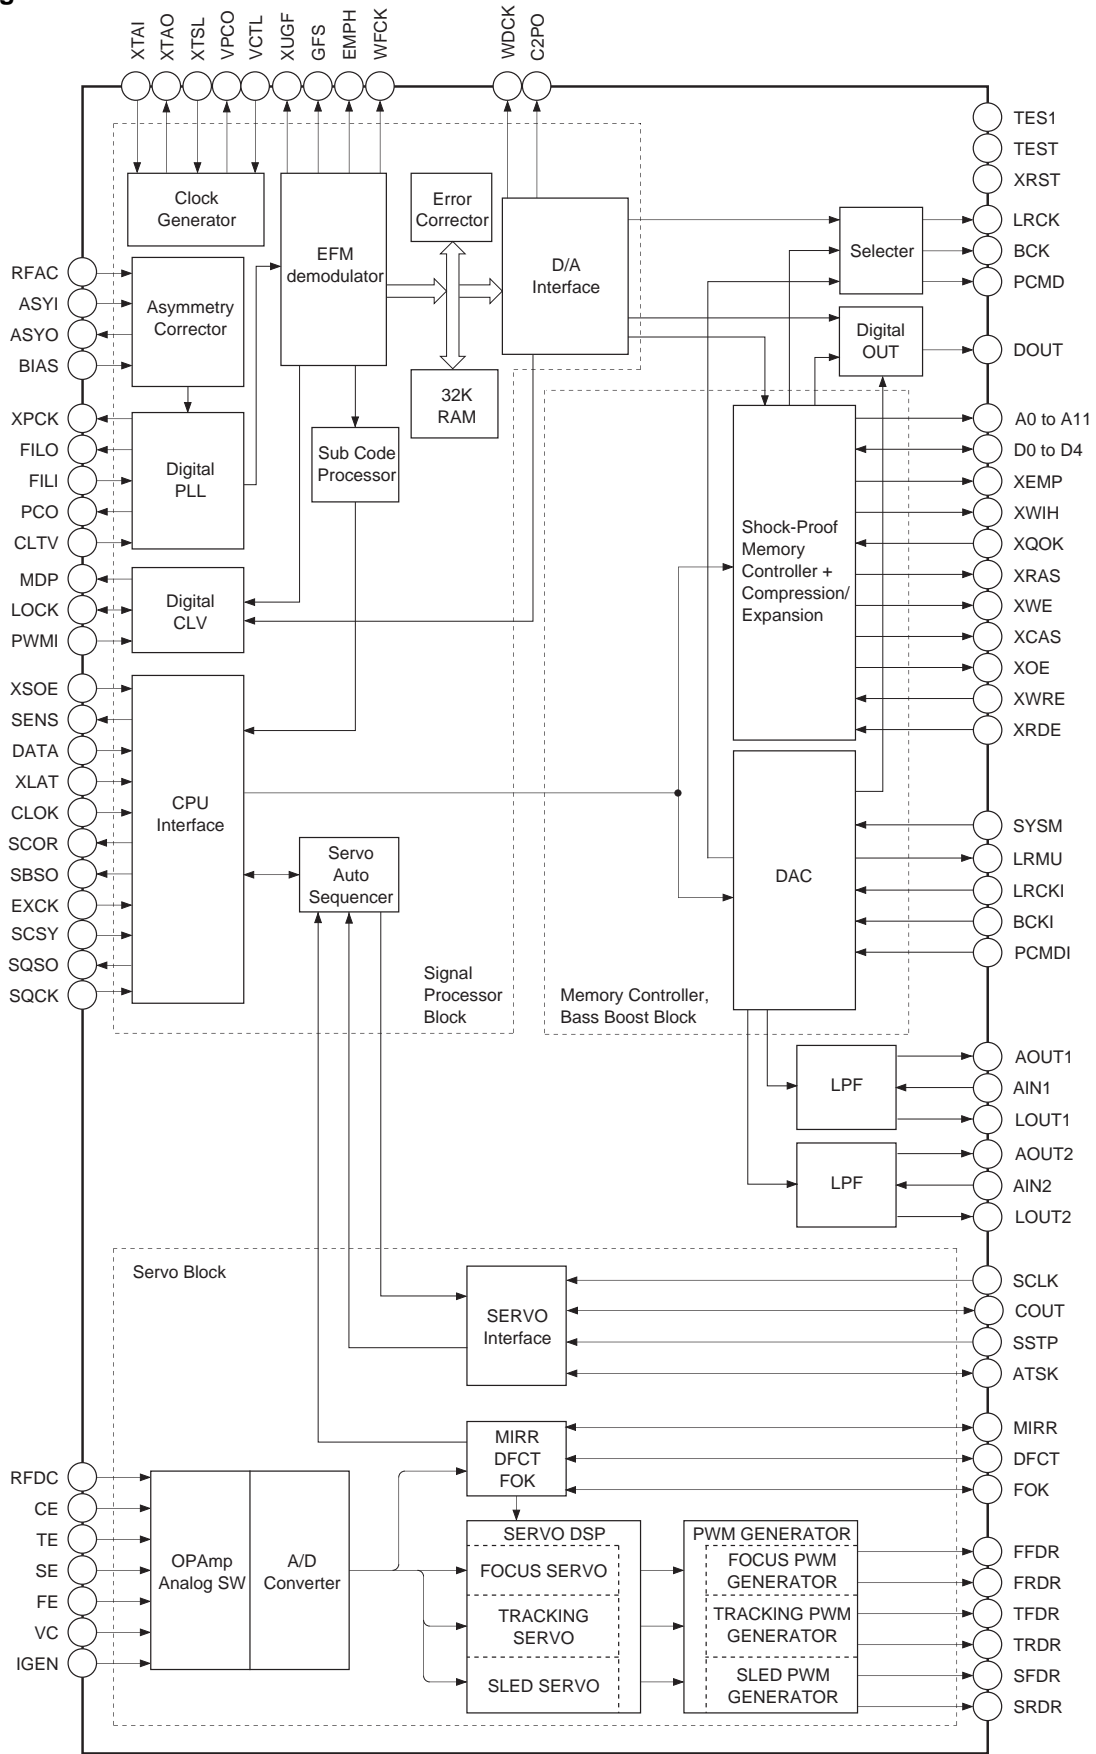 XTAI
XTAO
XTSL
VPCO
VCTL
XUGF
GFS
EMPH
WFCK
WDCK
C2PO
TES1
TEST
XRST
LRCK
BCK
PCMD
DOUT
A0 to A11
D0 to D4
XEMP
XWIH
XQOK
XRAS
XWE
XCAS
XOE
XWRE
XRDE
SYSM
LRMU
LRCKI
BCKI
PCMDI
AOUT1
AIN1
LOUT1
AOUT2
AIN2
LOUT2
SCLK
COUT
SSTP
ATSK
MIRR
DFCT
FOK
FFDR
FRDR
TFDR
TRDR
SFDR
SRDR
RFAC
ASYI
ASYO
BIAS
XPCK
FILO
FILI
PCO
CLTV
MDP
LOCK
PWMI
XSOE
SENS
DATA
XLAT
CLOK
SCOR
SBSO
EXCK
SCSY
SQSO
SQCK
RFDC
CE
TE
SE
FE
VC
IGEN
Clock
Generator
Asymmetry
Corrector
Digital
PLL
Digital
CLV
CPU
Interface
EFM
demodulator
Sub Code
Processor
Error
Corrector
32K
RAM
D/A
Interface
Servo
Auto
Sequencer
Signal
Processor
Block
Selecter
Digital
OUT
Shock-Proof
Memory
Controller +
Compression/
Expansion
DAC
Memory Controller,
Bass Boost Block
LPF
LPF
Servo Block
SERVO
Interface
MIRR
DFCT
FOK
OPAmp
Analog SW
A/D
Converter
SERVO DSP
FOCUS SERVO
TRACKING
SERVO
SLED SERVO
PWM GENERATOR
FOCUS PWM
GENERATOR
TRACKING PWM
GENERATOR
SLED PWM
GENERATOR